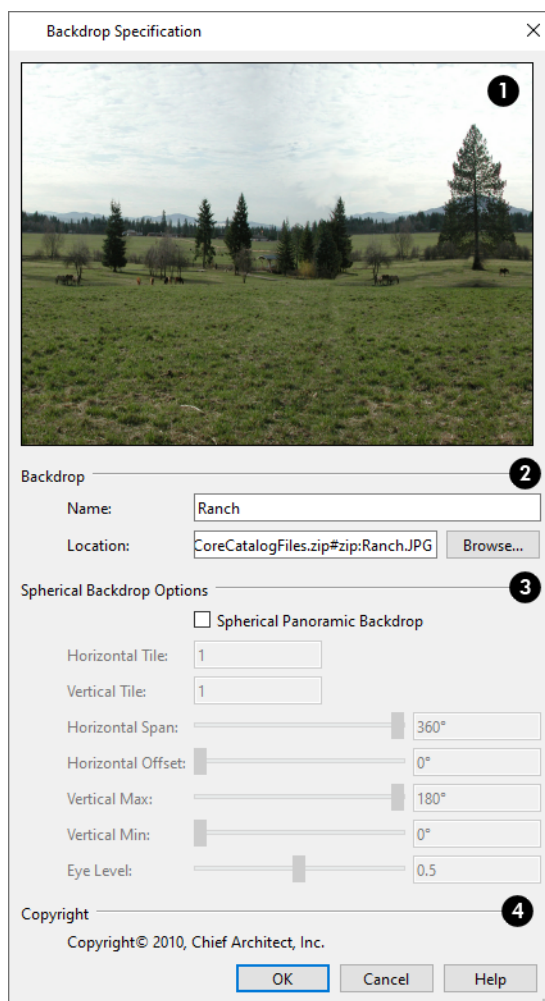 Backdrop Specification
1
Backdrop 2
Name: Ranch
Location: CoreCatalogFiles.zip#zip:Ranch.JPG Browse...
Spherical Backdrop Options 3
Spherical Panoramic Backdrop
Horizontal Tile: 1
Vertical Tile: 1
Horizontal Span: 360°
Horizontal Offset: 0°
Vertical Max: 180°
Vertical Min: 0°
Eye Level: 0.5
Copyright 4
Copyright© 2010, Chief Architect, Inc.
OK Cancel Help